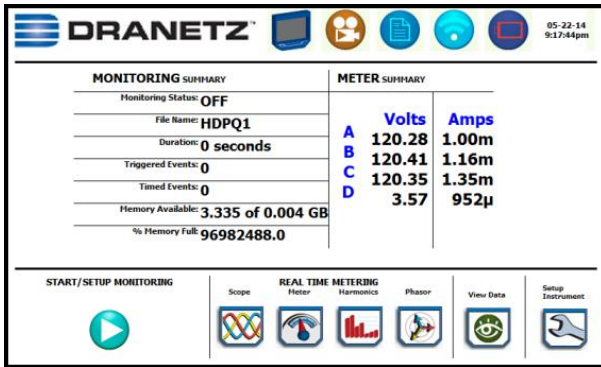 DRANETZ™
05-22-14
9:17:44pm
MONITORING SUMMARY
Monitoring Status: OFF
File Name: HDPQ1
Duration: 0 seconds
Triggered Events: 0
Timed Events: 0
Memory Available: 3.335 of 0.004 GB
% Memory Full: 96982488.0
METER SUMMARY
Volts Amps
A 120.28 1.00m
B 120.41 1.16m
C 120.35 1.35m
D 3.57 952µ
START/SETUP MONITORING
REAL TIME METERING
Scope Meter Harmonics Phasor
View Data
Setup
Instrument